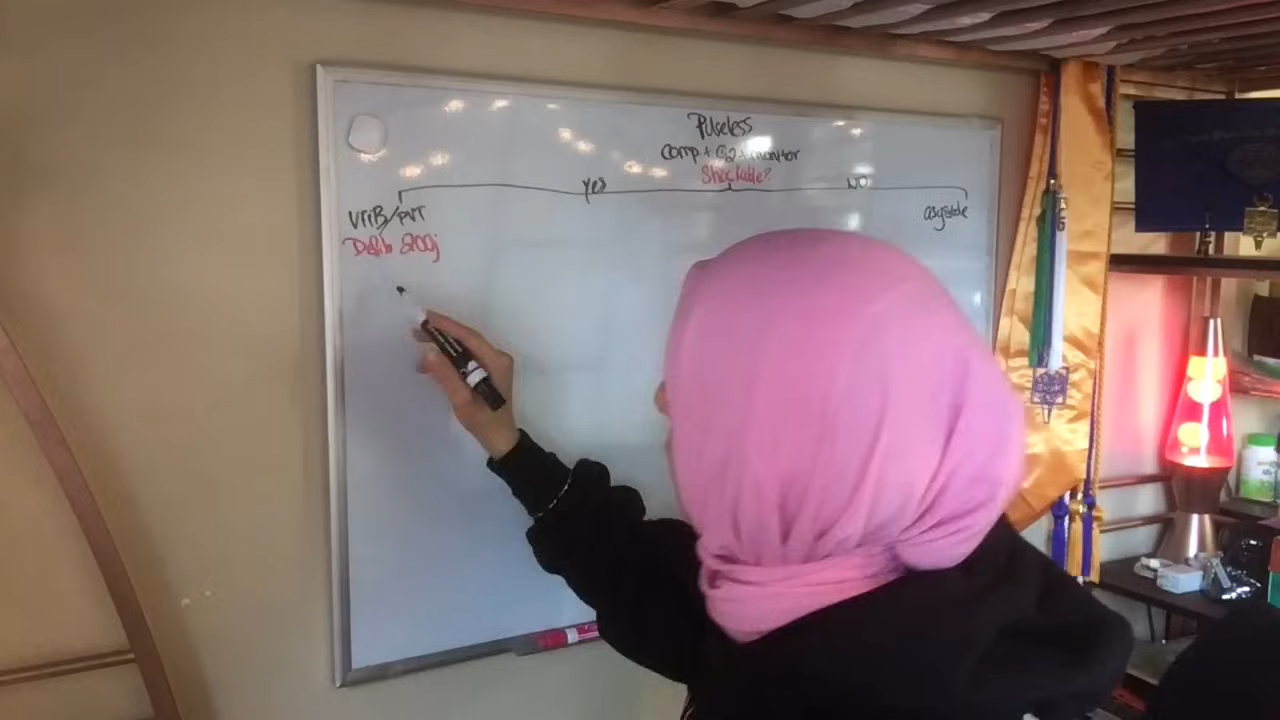 Pulseless
Comp + O2 + monitor
Shockable?
yes
NO
VFiB/PVT
asystole
Defib 200j